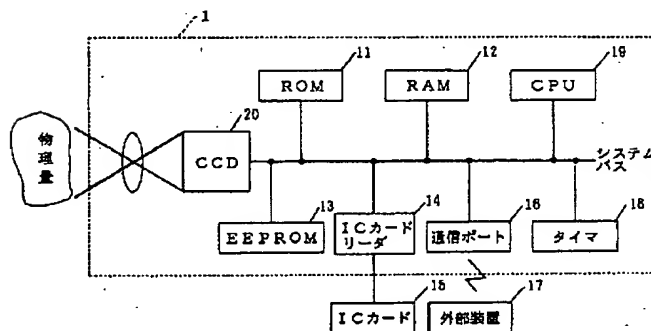 1
11
12
19
ROM
RAM
CPU
20
物理量
CCD
システム
バス
13
14
16
18
EEPROM
ICカード
リーダ
通信ポート
タイマ
15
17
ICカード
外部装置